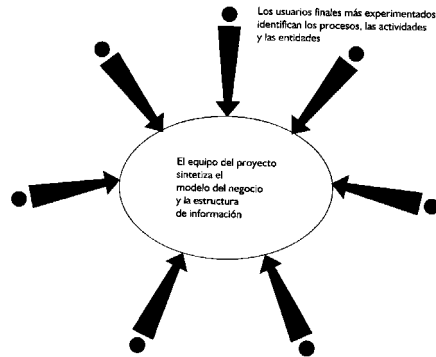 Los usuarios finales más experimentados
identifican los procesos, las actividades
y las entidades
El equipo del proyecto
sintetiza el
modelo del negocio
y la estructura
de información